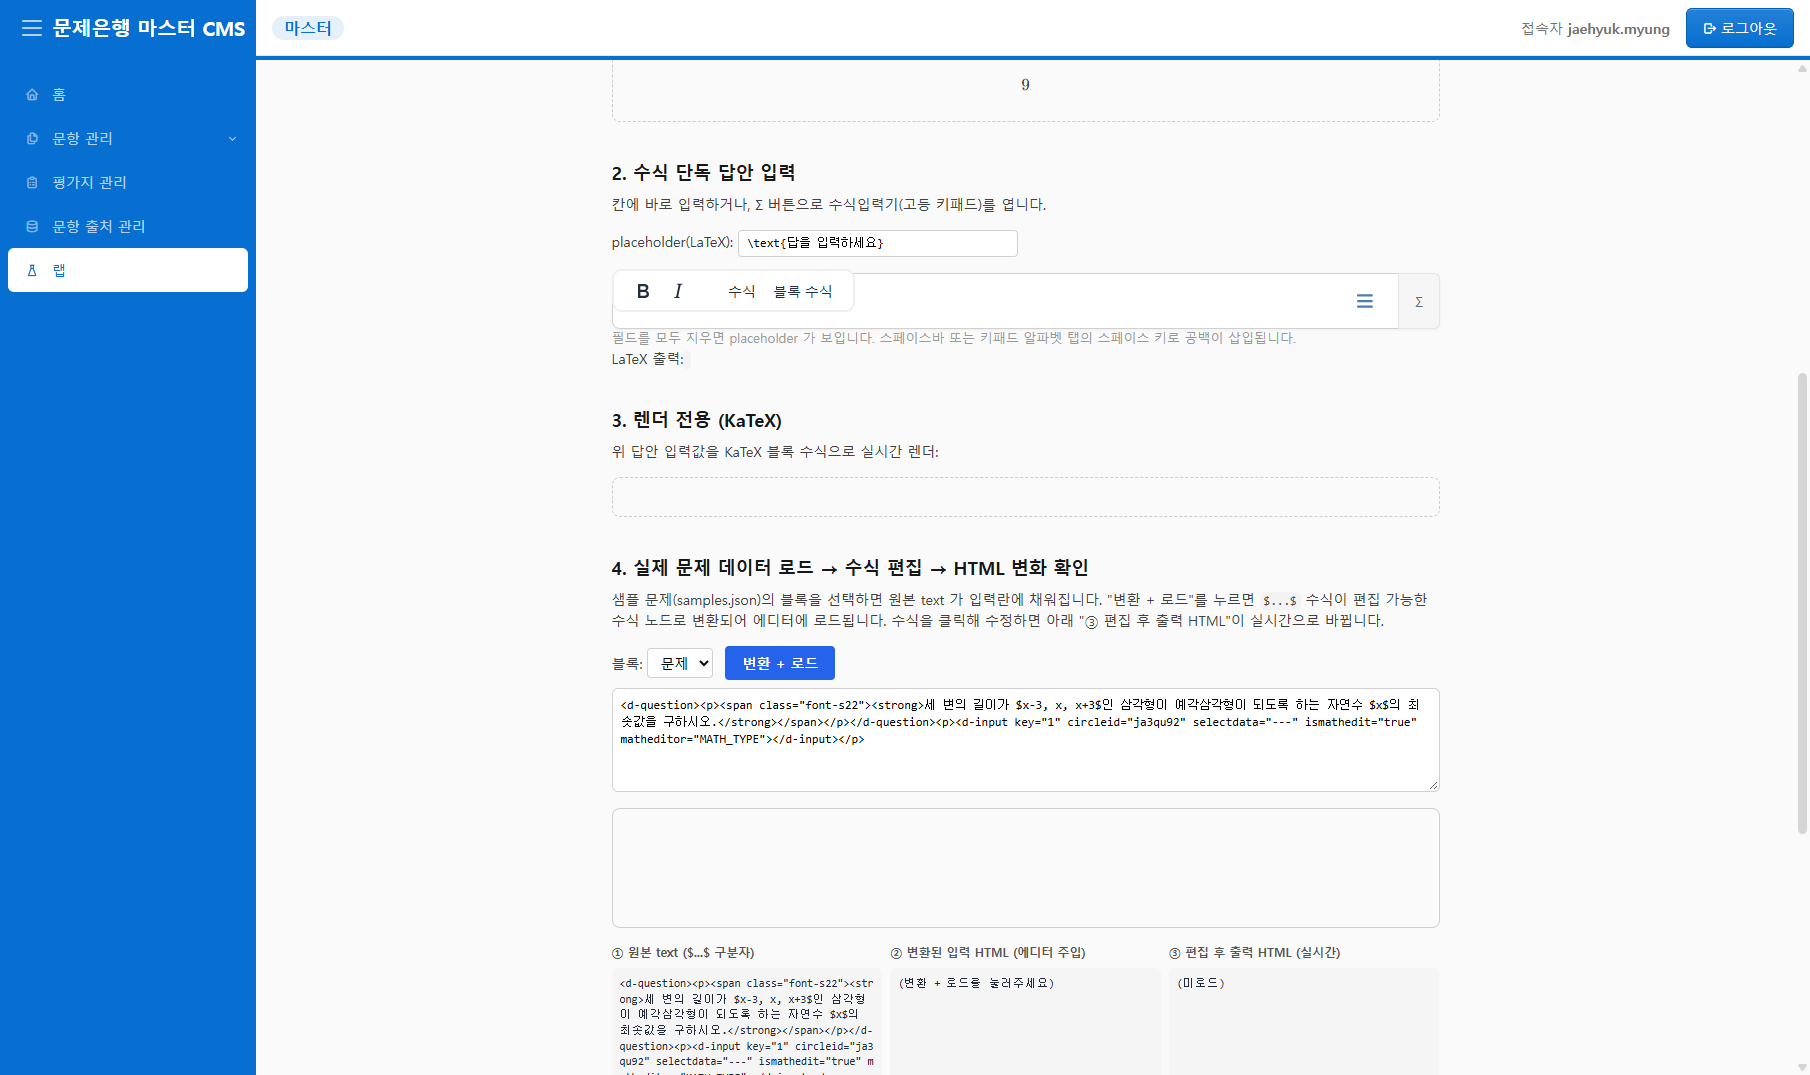 문제은행 마스터 CMS
마스터
접속자 jaehyuk.myung
로그아웃
홈
문항 관리
평가지 관리
문항 출처 관리
랩
9
2. 수식 단독 답안 입력
칸에 바로 입력하거나, Σ 버튼으로 수식입력기(고등 키패드)를 엽니다.
placeholder(LaTeX): \text{답을 입력하세요}
B I 수식 블록 수식
Σ
필드를 모두 지우면 placeholder 가 보입니다. 스페이스바 또는 키패드 알파벳 탭의 스페이스 키로 공백이 삽입됩니다.
LaTeX 출력:
3. 렌더 전용 (KaTeX)
위 답안 입력값을 KaTeX 블록 수식으로 실시간 렌더:
4. 실제 문제 데이터 로드 → 수식 편집 → HTML 변화 확인
샘플 문제(samples.json)의 블록을 선택하면 원본 text 가 입력란에 채워집니다. "변환 + 로드"를 누르면 $...$ 수식이 편집 가능한
수식 노드로 변환되어 에디터에 로드됩니다. 수식을 클릭해 수정하면 아래 "③ 편집 후 출력 HTML"이 실시간으로 바뀝니다.
블록: 문제 변환 + 로드
<d-question><p><span class="font-s22"><strong>세 변의 길이가 $x-3, x, x+3$인 삼각형이 예각삼각형이 되도록 하는 자연수 $x$의 최
솟값을 구하시오.</strong></span></p></d-question><p><d-input key="1" circleid="ja3qu92" selectdata="---" ismathedit="true"
matheditor="MATH_TYPE"></d-input></p>
① 원본 text ($...$ 구분자)
<d-question><p><span class="font-s22"><str
ong>세 변의 길이가 $x-3, x, x+3$인 삼각형
이 예각삼각형이 되도록 하는 자연수 $x$의
최솟값을 구하시오.</strong></span></p></d-
question><p><d-input key="1" circleid="ja3
qu92" selectdata="---" ismathedit="true" m
② 변환된 입력 HTML (에디터 주입)
(변환 + 로드를 눌러주세요)
③ 편집 후 출력 HTML (실시간)
(미로드)